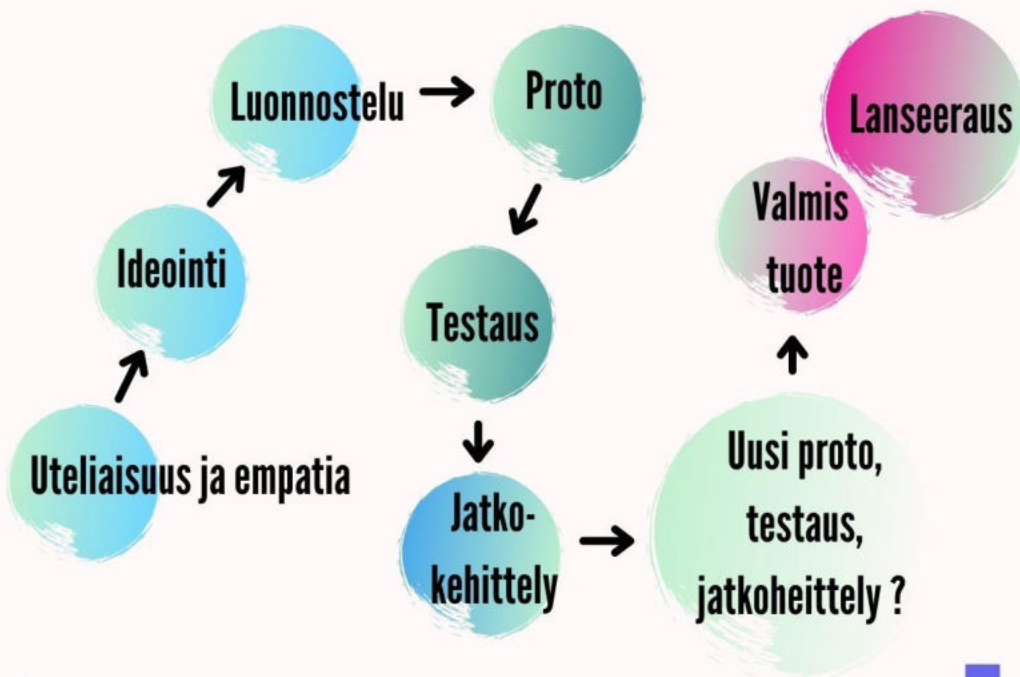 Uteliaisuus ja empatia
Ideointi
Luonnostelu
Proto
Testaus
Jatko-
kehittely
Uusi proto,
testaus,
jatkoheittely ?
Valmis
tuote
Lanseeraus